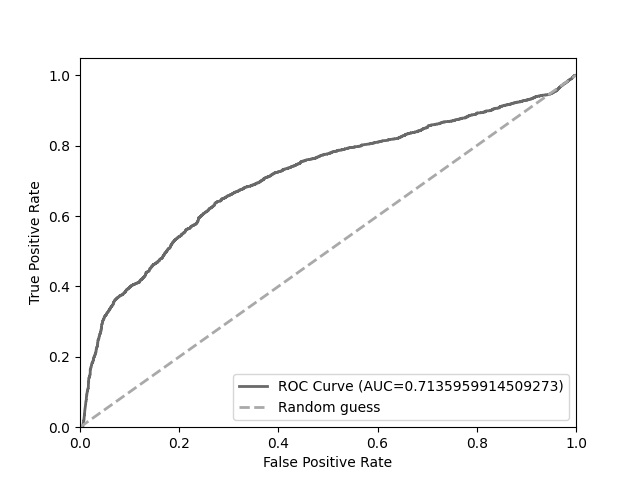 True Positive Rate
1.0
0.8
0.6
0.4
0.2
0.0
ROC Curve (AUC=0.7135959914509273)
Random guess
0.0 0.2 0.4 0.6 0.8 1.0
False Positive Rate